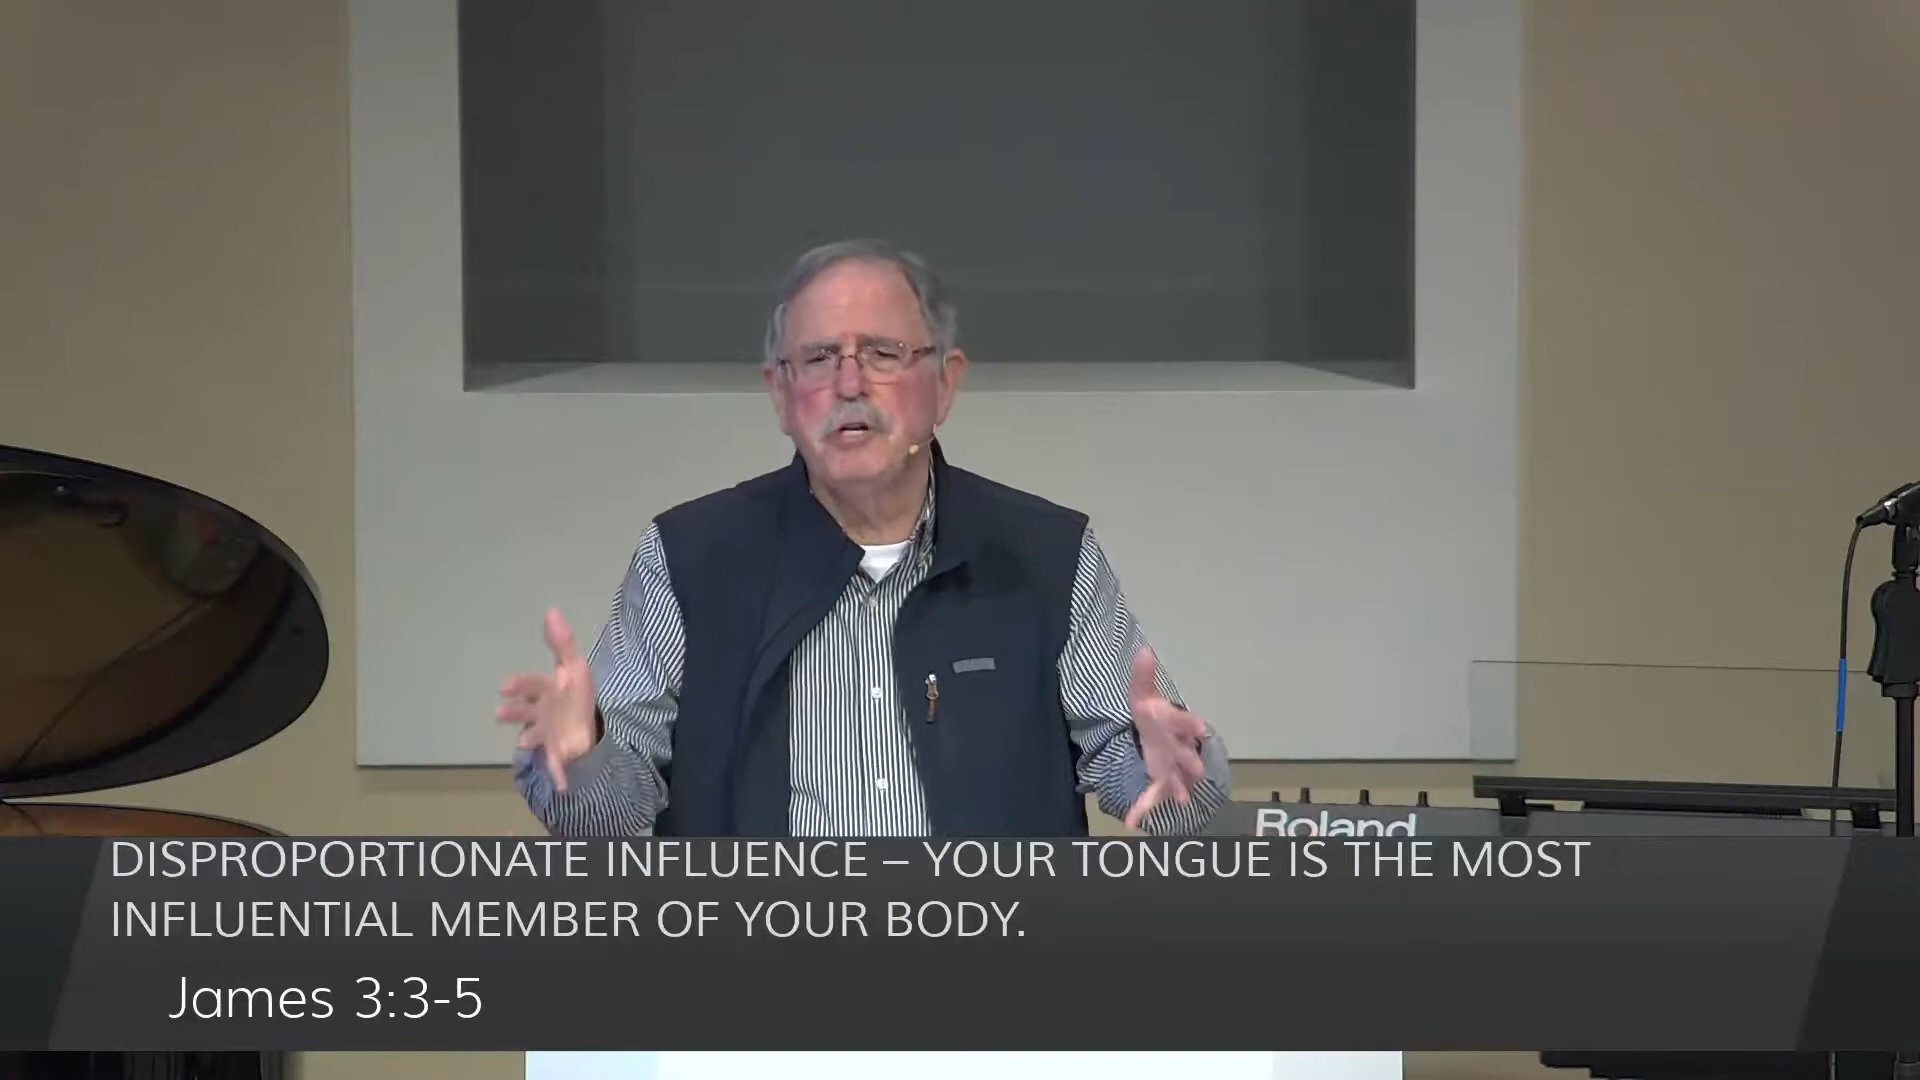 Roland
DISPROPORTIONATE INFLUENCE – YOUR TONGUE IS THE MOST
INFLUENTIAL MEMBER OF YOUR BODY.
James 3:3-5